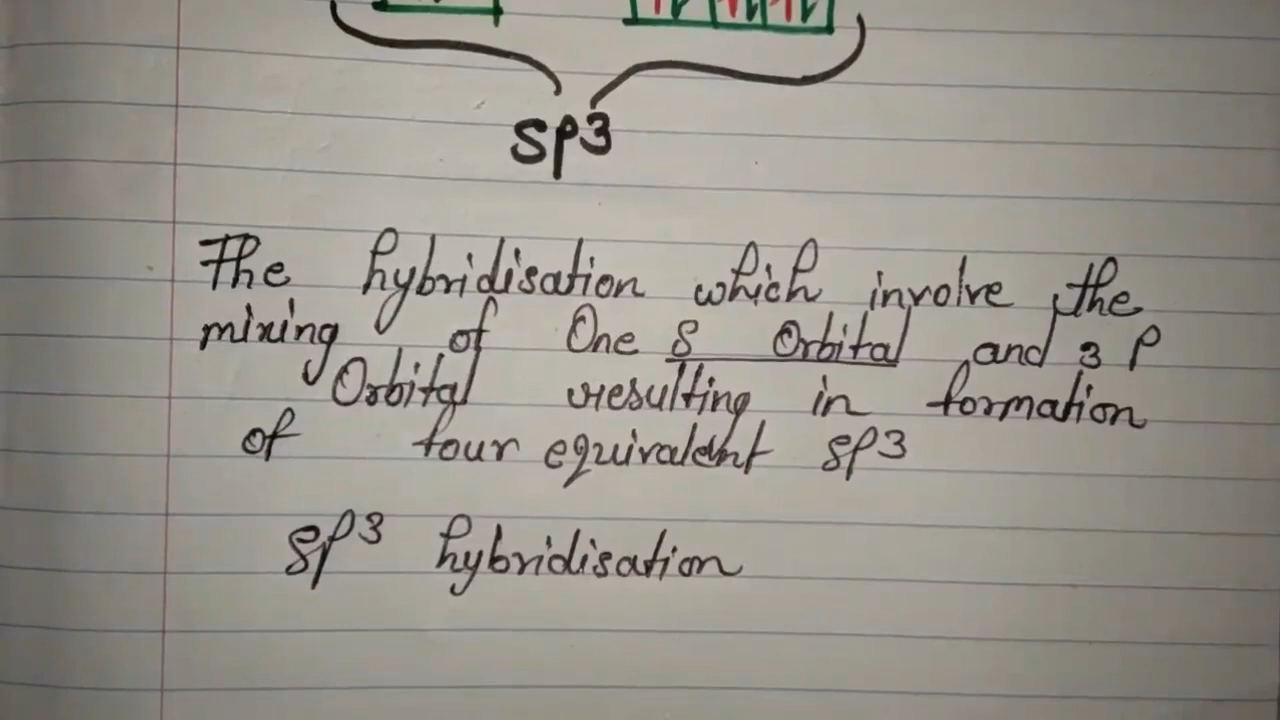 sp3
The hybridisation which involve the
mixing of One S Orbital and 3 P
Orbital resulting in formation
of four equivalent sp3
sp³ hybridisation